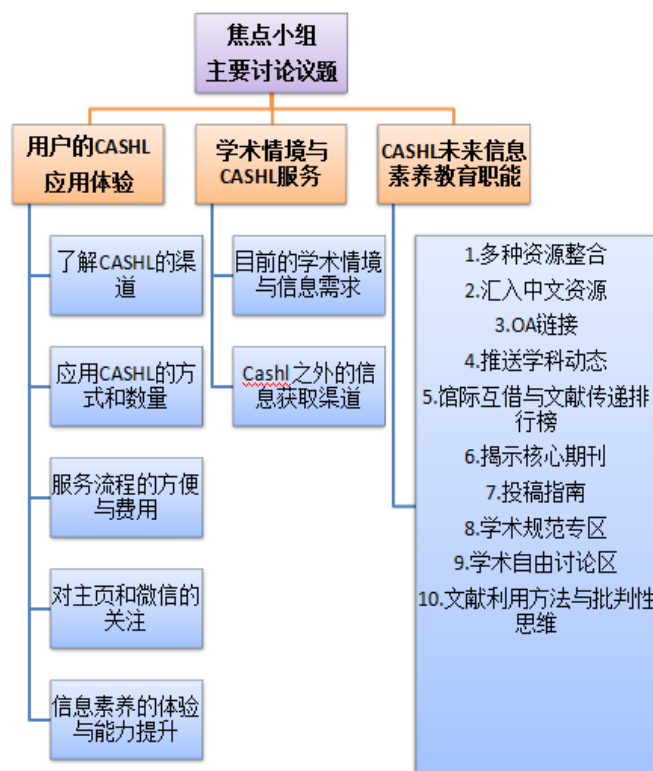 焦点小组
主要讨论议题
用户的CASHL
应用体验
学术情境与
CASHL服务
CASHL未来信息
素养教育职能
了解CASHL的渠
道
应用CASHL的方
式和数量
服务流程的方便
与费用
对主页和微信的
关注
信息素养的体验
与能力提升
目前的学术情境
与信息需求
Cashl之外的信
息获取渠道
1.多种资源整合
2.汇入中文资源
3.OA链接
4.推送学科动态
5.馆际互借与文献传递排
行榜
6.揭示核心期刊
7.投稿指南
8.学术规范专区
9.学术自由讨论区
10.文献利用方法与批判性
思维